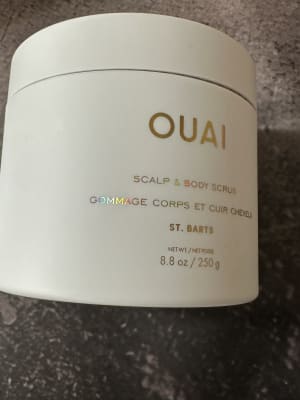 OUAI
SCALP & BODY SCRUB
GOMMAGE CORPS ET CUIR CHEVELU
ST. BARTS
NET WT./NET POIDS
8.8 oz / 250 g